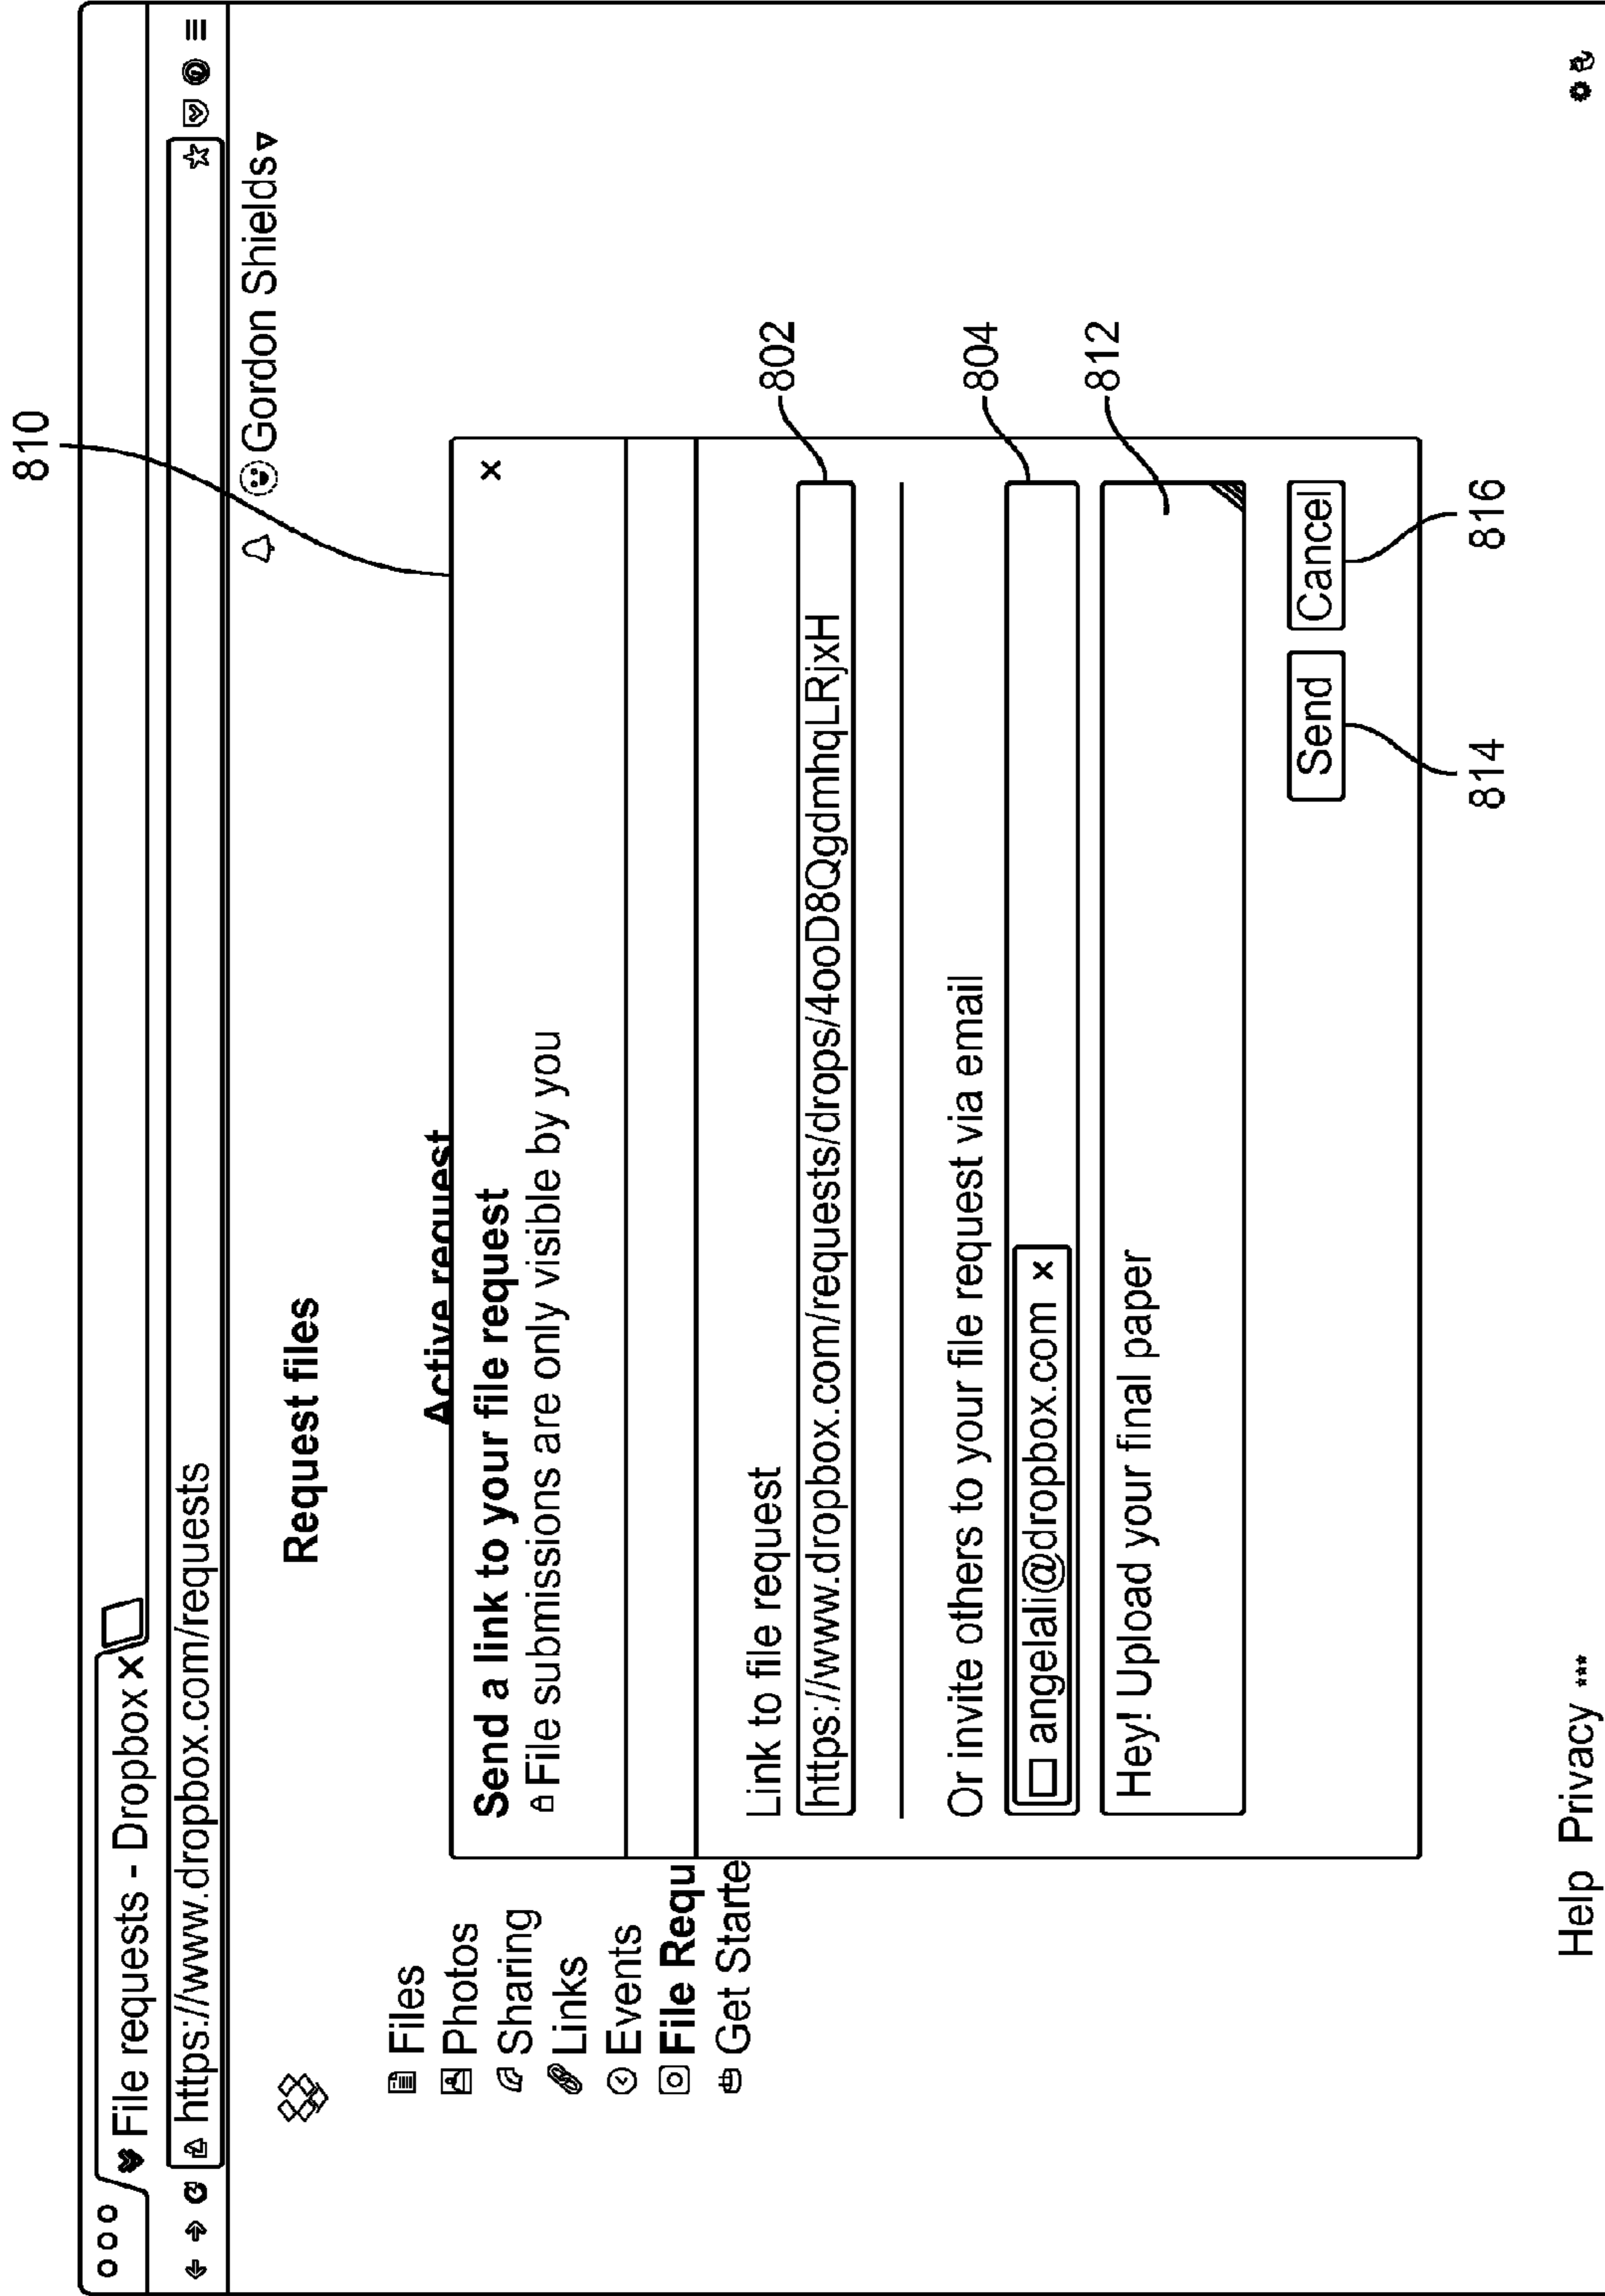 810
File requests - Dropbox X
https://www.dropbox.com/requests
Gordon Shields
Request files
Active request
Files
Photos
Sharing
Links
Events
File Requ
Get Starte
Send a link to your file request
x
File submissions are only visible by you
Link to file request
https://www.dropbox.com/requests/drops/4ooD8QgdmhqLRjxH
802
Or invite others to your file request via email
angelali@dropbox.com x
804
Hey! Upload your final paper
812
Send Cancel
814 816
Help Privacy ***